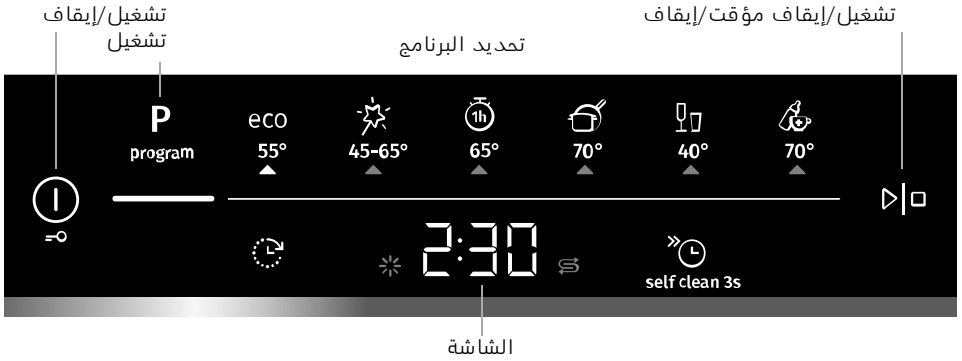 تشغيل/إيقاف
تشغيل
تحديد البرنامج
تشغيل/إيقاف مؤقت/إيقاف
P
program
eco
55°
45-65°
1h
65°
70°
40°
70°
2:30
self clean 3s
الشاشة